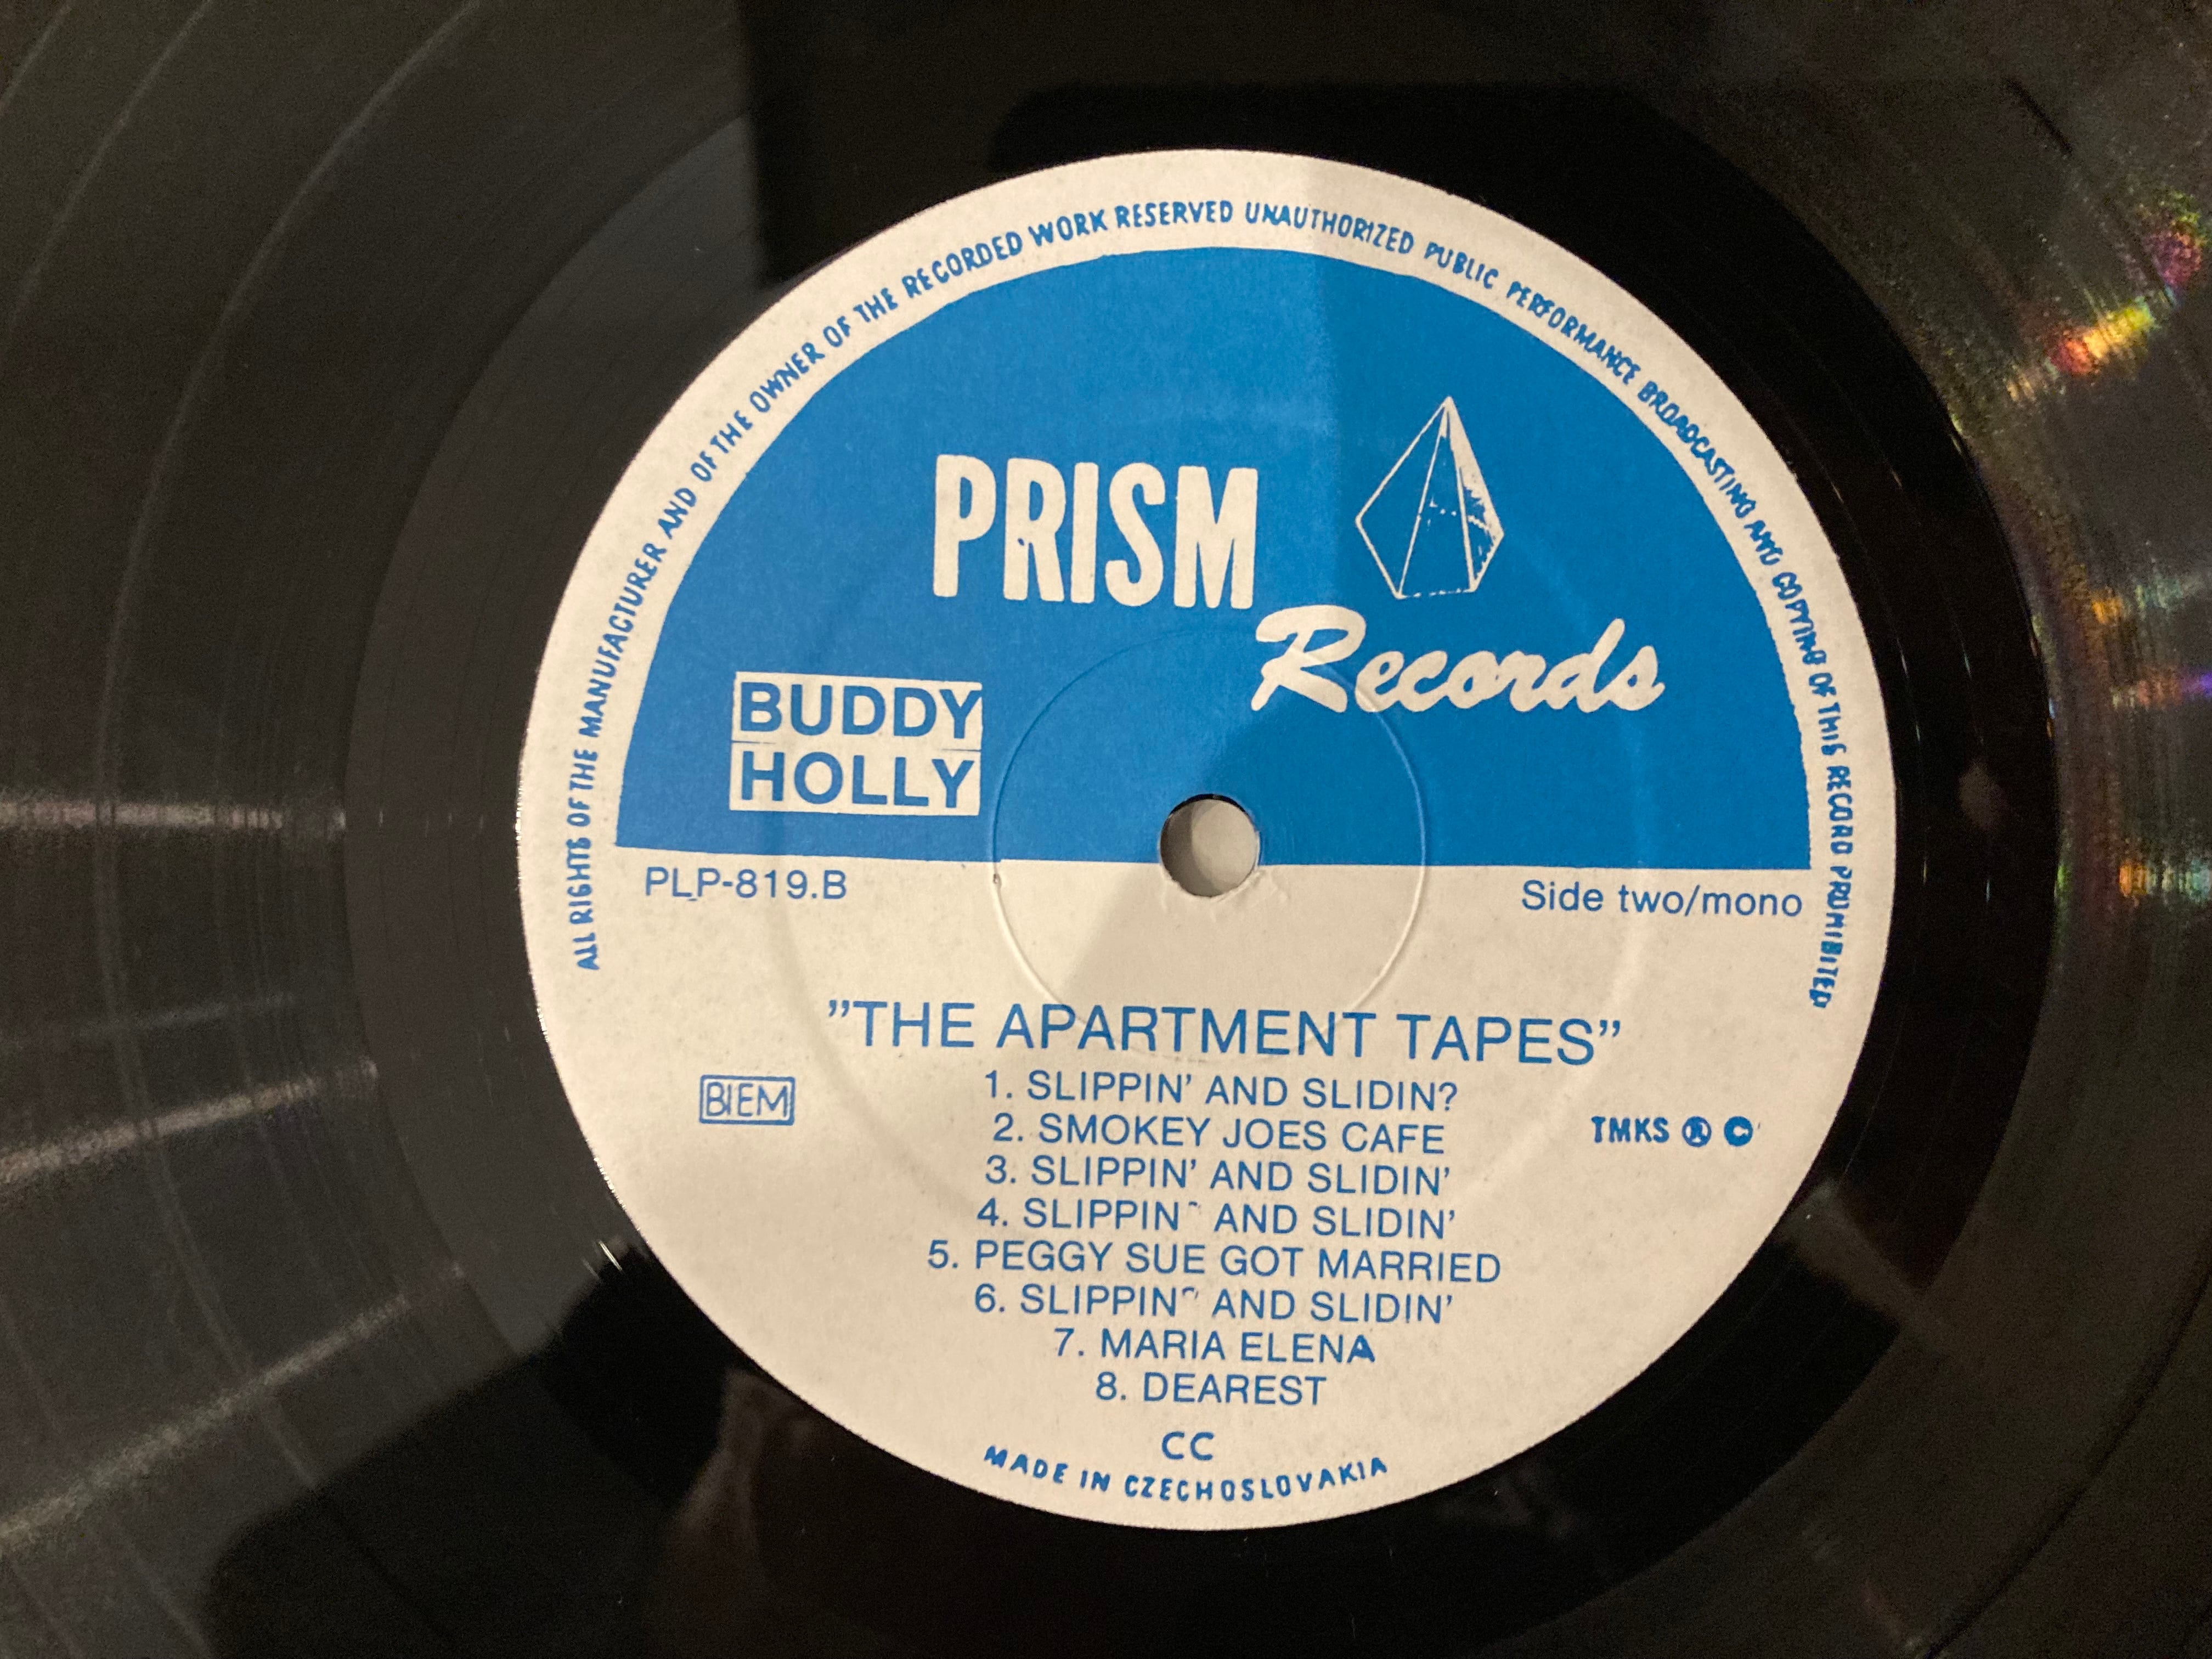 ALL RIGHTS OF THE MANUFACTURER AND OF THE OWNER OF THE RECORDED WORK RESERVED UNAUTHORIZED PUBLIC PERFORMANCE BROADCASTING AND COPYING OF THIS RECORD PROHIBITED
PRISM
Records
BUDDY
HOLLY
PLP-819.B
Side two/mono
"THE APARTMENT TAPES"
1. SLIPPIN' AND SLIDIN?
2. SMOKEY JOES CAFE
3. SLIPPIN' AND SLIDIN'
4. SLIPPIN' AND SLIDIN'
5. PEGGY SUE GOT MARRIED
6. SLIPPIN' AND SLIDIN'
7. MARIA ELENA
8. DEAREST
BIEM
TMKS ® ©
CC
MADE IN CZECHOSLOVAKIA